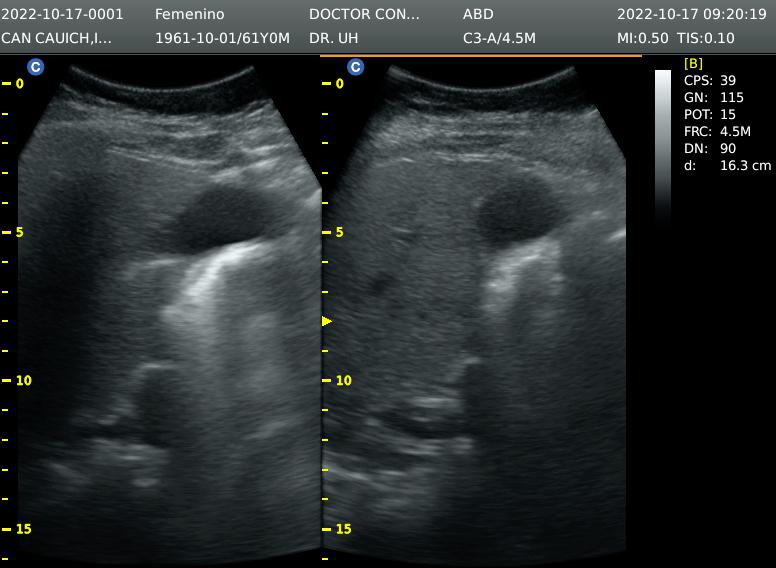 2022-10-17-0001 Femenino DOCTOR CON... ABD 2022-10-17 09:20:19
CAN CAUICH,I... 1961-10-01/61Y0M DR. UH C3-A/4.5M MI:0.50 TIS:0.10
C C
0 0
5 5
10 10
15 15
[B]
CPS: 39
GN: 115
POT: 15
FRC: 4.5M
DN: 90
d: 16.3 cm